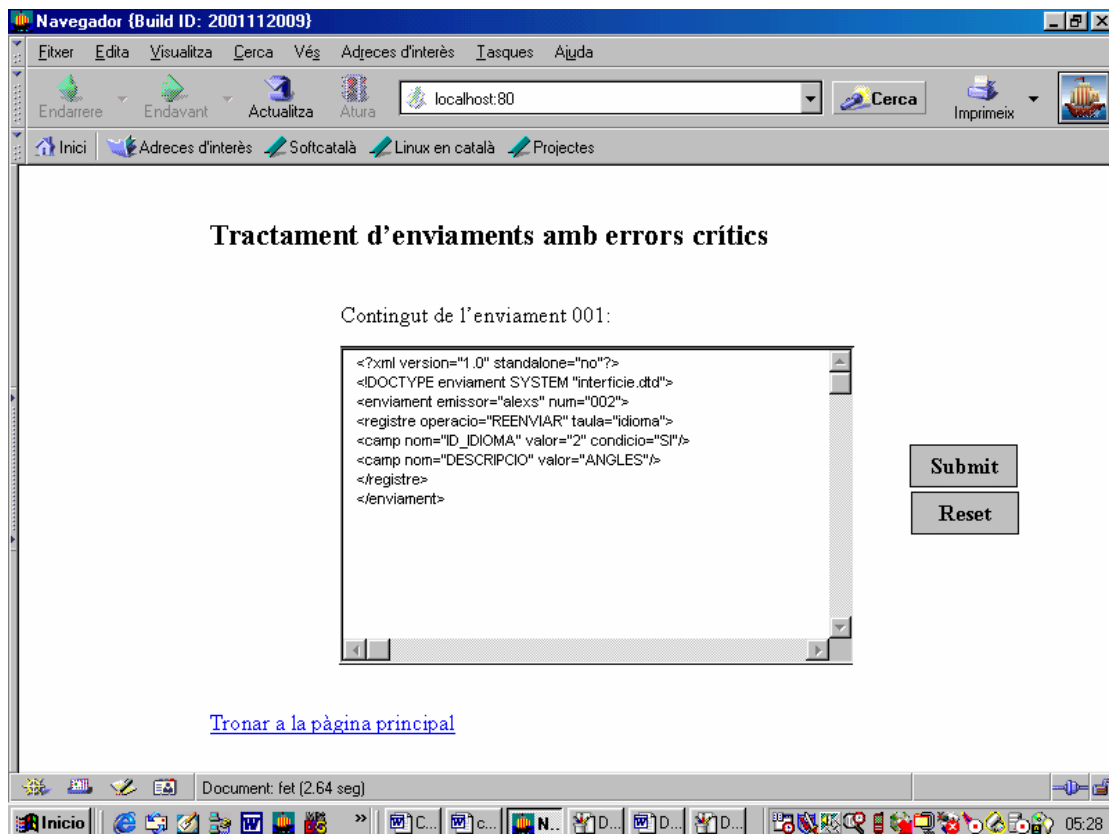 Navegador {Build ID: 2001112009}
Fitxer Edita Visualitza Cerca Vés Adreces d'interès Tasques Ajuda
Endarrere Endavant Actualitza Atura localhost:80 Cerca Imprimeix
Inici Adreces d'interès Softcatalà Linux en català Projectes
Tractament d'enviaments amb errors crítics
Contingut de l'enviament 001:
<?xml version="1.0" standalone="no"?>
<!DOCTYPE enviament SYSTEM "interficie.dtd">
<enviament emissor="alexs" num="002">
<registre operacio="REENVIAR" taula="idioma">
<camp nom="ID_IDIOMA" valor="2" condicio="SI"/>
<camp nom="DESCRIPCIO" valor="ANGLES"/>
</registre>
</enviament>
Submit
Reset
Tronar a la pàgina principal
Document: fet (2.64 seg)
Inicio » C... c... N.. D... D... D... 05:28